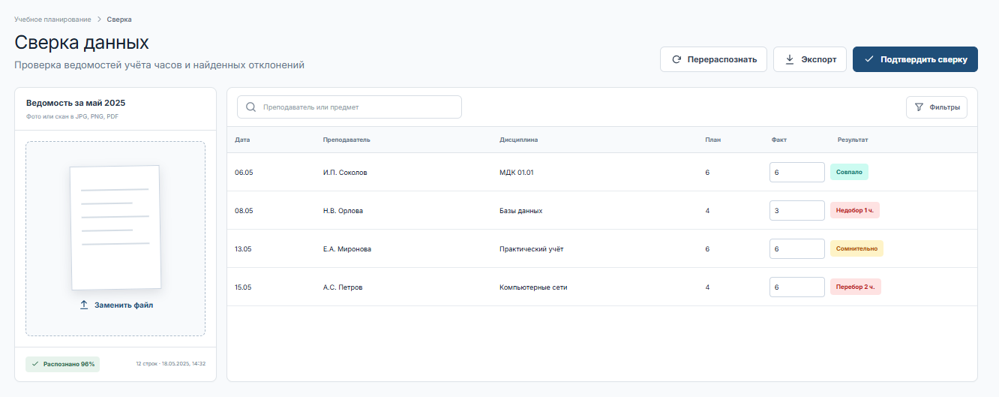 Учебное планирование > Сверка
Сверка данных
Проверка ведомостей учёта часов и найденных отклонений
Перераспознать
Экспорт
Подтвердить сверку
Ведомость за май 2025
Фото или скан в JPG, PNG, PDF
Заменить файл
Распознано 96%
12 строк · 18.05.2025, 14:32
Преподаватель или предмет
Фильтры
Дата Преподаватель Дисциплина План Факт Результат
06.05 И.П. Соколов МДК 01.01 6 6 Совпало
08.05 Н.В. Орлова Базы данных 4 3 Недобор 1 ч.
13.05 Е.А. Миронова Практический учёт 6 6 Сомнительно
15.05 А.С. Петров Компьютерные сети 4 6 Перебор 2 ч.